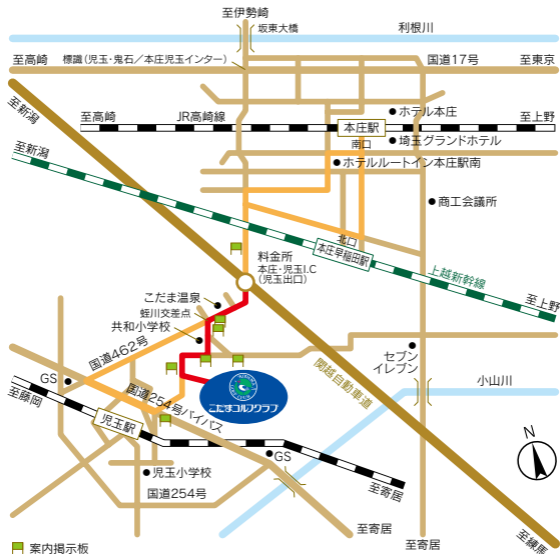 至伊勢崎
坂東大橋
利根川
至高崎
標識(児玉・鬼石/本庄児玉インター)
国道17号
至東京
至新潟
至高崎
JR高崎線
ホテル本庄
本庄駅
至上野
南口
埼玉グランドホテル
至新潟
ホテルルートイン本庄駅南
商工会議所
北口
本庄早稲田駅
料金所
本庄・児玉I.C
(児玉出口)
上越新幹線
至上野
こだま温泉
蛭川交差点
共和小学校
国道462号
関越自動車道
セブン
イレブン
小山川
GS
こだまゴルフクラブ
国道254号バイパス
至藤岡
児玉駅
GS
N
児玉小学校
国道254号
至寄居
至寄居
至寄居
至練馬
案内掲示板